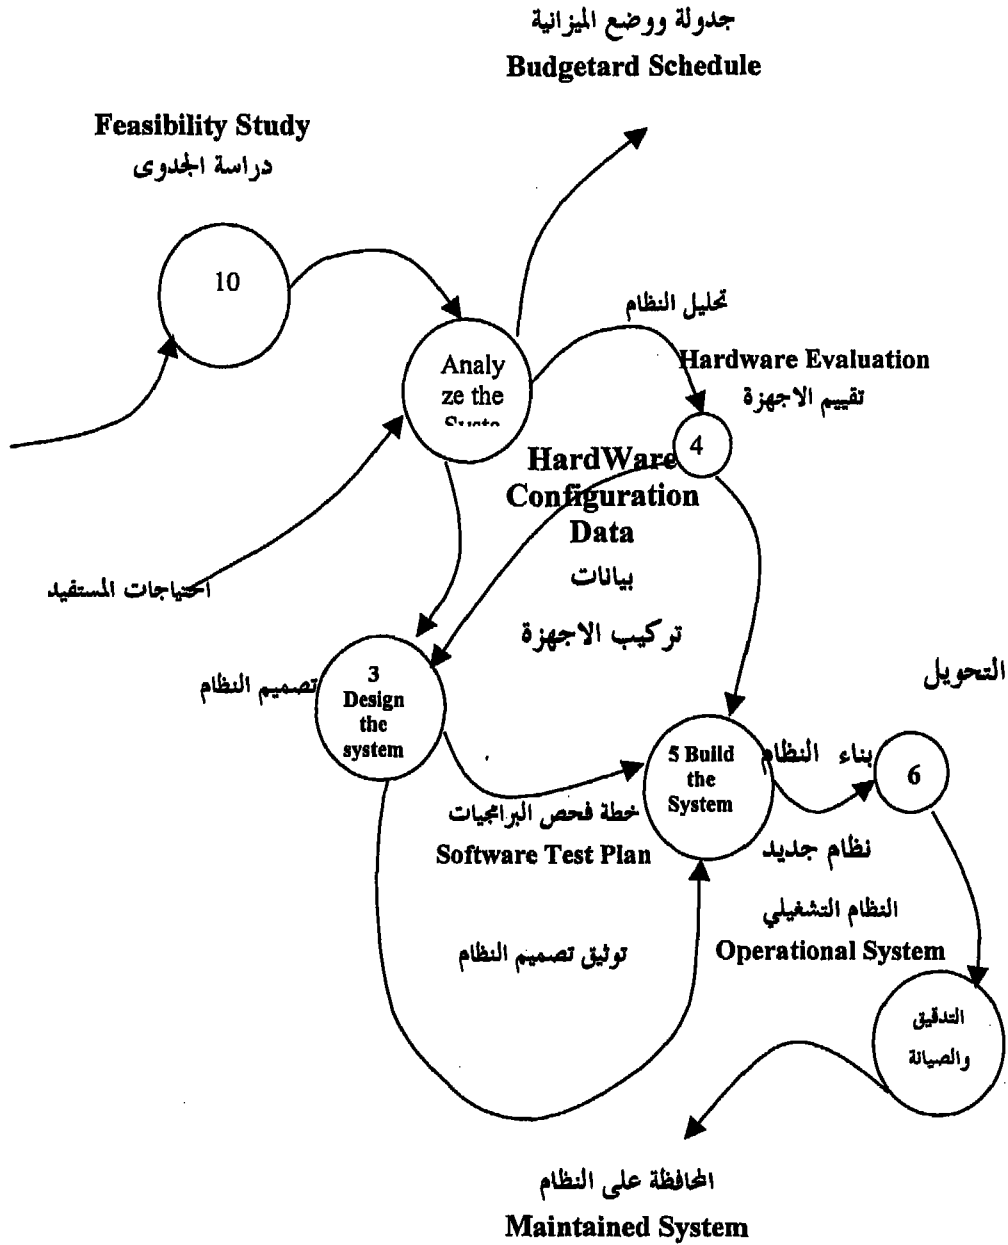 جدولة ووضع الميزانية
Budgetard Schedule
Feasibility Study
دراسة الجدوى
10
تحليل النظام
Hardware Evaluation
تقييم الاجهزة
Analy
ze the
4
HardWare
Configuration
Data
بيانات
تركيب الاجهزة
احتياجات المستفيد
التحويل
تصميم النظام
3
Design
the
system
5 Build
the
System
بناء النظام
6
خطة فحص البرامجيات
Software Test Plan
نظام جديد
النظام التشغيلي
Operational System
توثيق تصميم النظام
التدقيق
والصيانة
المحافظة على النظام
Maintained System